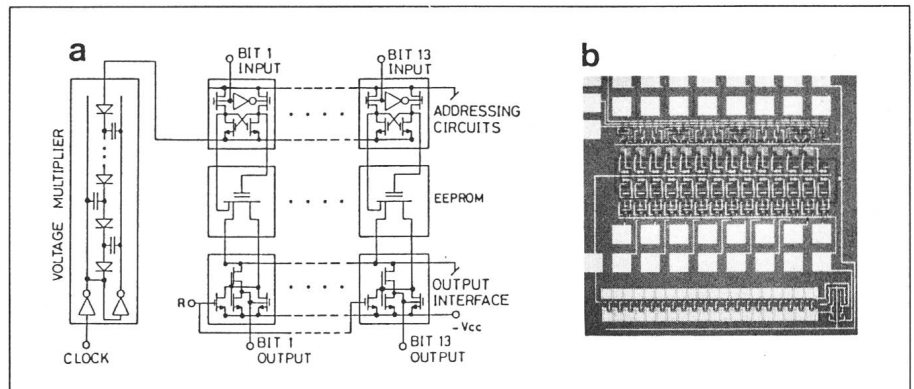 a
BIT 1
INPUT
BIT 13
INPUT
ADDRESSING
CIRCUITS
VOLTAGE MULTIPLIER
EEPROM
OUTPUT
INTERFACE
R
-Vcc
CLOCK
BIT 1
OUTPUT
BIT 13
OUTPUT
b